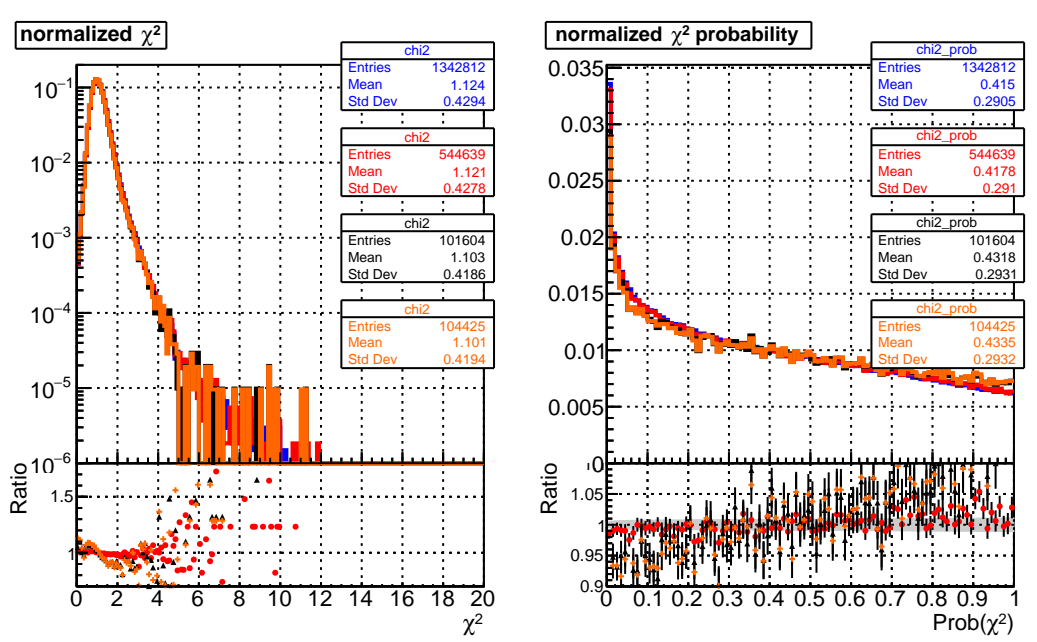 normalized χ²
chi2
Entries 1342812
Mean 1.124
Std Dev 0.4294
chi2
Entries 544639
Mean 1.121
Std Dev 0.4278
chi2
Entries 101604
Mean 1.103
Std Dev 0.4186
chi2
Entries 104425
Mean 1.101
Std Dev 0.4194
10⁻¹
10⁻²
10⁻³
10⁻⁴
10⁻⁵
10⁻⁶
Ratio
1.5
1
0 2 4 6 8 10 12 14 16 18 20
χ²
normalized χ² probability
chi2_prob
Entries 1342812
Mean 0.415
Std Dev 0.2905
chi2_prob
Entries 544639
Mean 0.4178
Std Dev 0.291
chi2_prob
Entries 101604
Mean 0.4318
Std Dev 0.2931
chi2_prob
Entries 104425
Mean 0.4335
Std Dev 0.2932
0.035
0.03
0.025
0.02
0.015
0.01
0.005
0
Ratio
1.05
1
0.95
0.9
0 0.1 0.2 0.3 0.4 0.5 0.6 0.7 0.8 0.9 1
Prob(χ²)